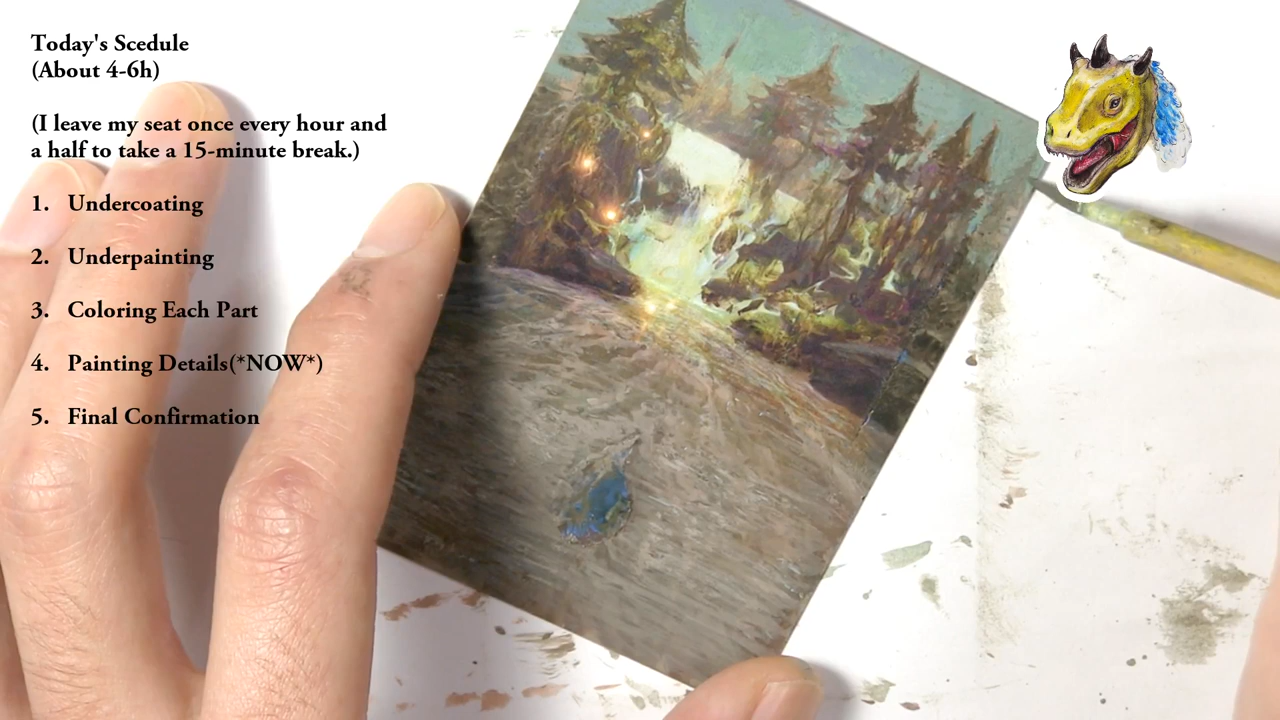 Today's Scedule
(About 4-6h)
(I leave my seat once every hour and
a half to take a 15-minute break.)
1. Undercoating
2. Underpainting
3. Coloring Each Part
4. Painting Details(*NOW*)
5. Final Confirmation